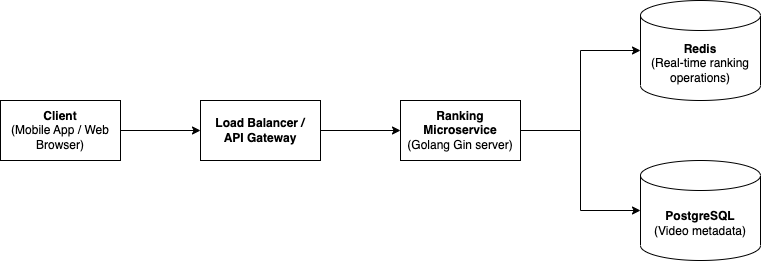 Client
(Mobile App / Web
Browser)
Load Balancer /
API Gateway
Ranking
Microservice
(Golang Gin server)
Redis
(Real-time ranking
operations)
PostgreSQL
(Video metadata)